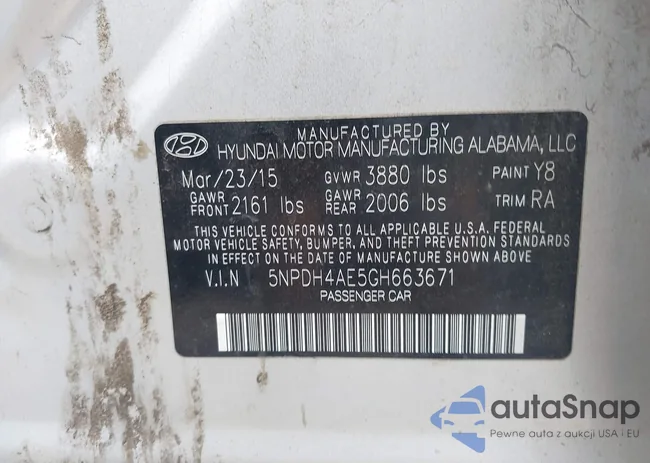 MANUFACTURED BY
HYUNDAI MOTOR MANUFACTURING ALABAMA, LLC
Mar/23/15 GVWR 3880 lbs PAINT Y8
GAWR FRONT 2161 lbs GAWR REAR 2006 lbs TRIM RA
THIS VEHICLE CONFORMS TO ALL APPLICABLE U.S.A. FEDERAL
MOTOR VEHICLE SAFETY, BUMPER, AND THEFT PREVENTION STANDARDS
IN EFFECT ON THE DATE OF MANUFACTURE SHOWN ABOVE.
V.I.N 5NPDH4AE5GH663671
PASSENGER CAR
autaSnap
Pewne auta z aukcji USA i EU